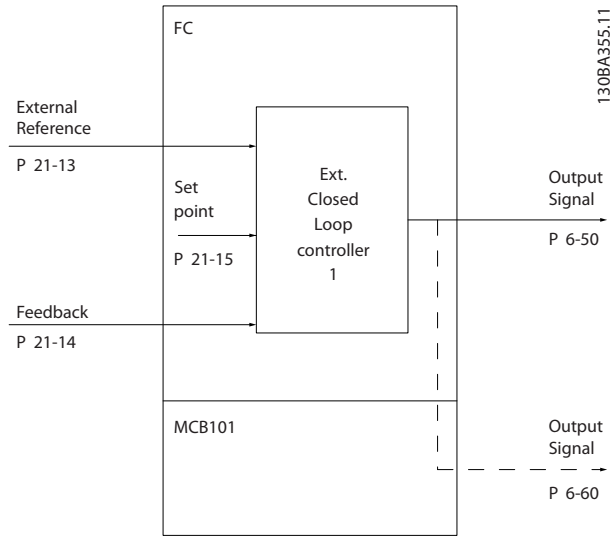 FC
130BA355.11
External
Reference
P 21-13
Set
point
P 21-15
Ext.
Closed
Loop
controller
1
Output
Signal
P 6-50
Feedback
P 21-14
MCB101
Output
Signal
P 6-60